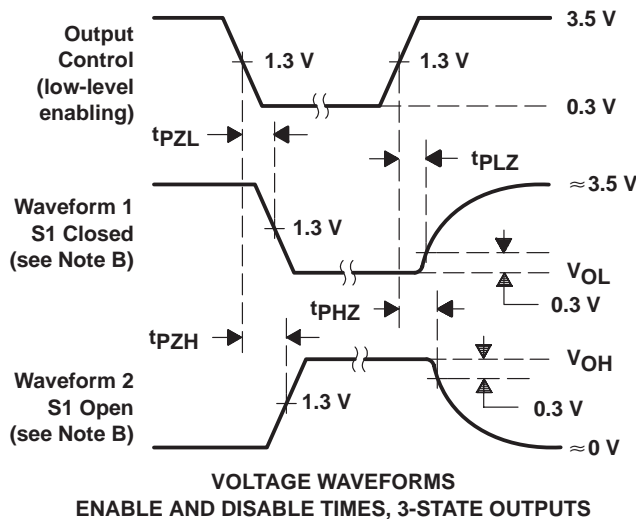 Output
Control
(low-level
enabling)
3.5 V
1.3 V
1.3 V
0.3 V
tPZL
tPLZ
Waveform 1
S1 Closed
(see Note B)
1.3 V
≈3.5 V
VOL
0.3 V
tPZH
tPHZ
Waveform 2
S1 Open
(see Note B)
1.3 V
VOH
0.3 V
≈0 V
VOLTAGE WAVEFORMS
ENABLE AND DISABLE TIMES, 3-STATE OUTPUTS